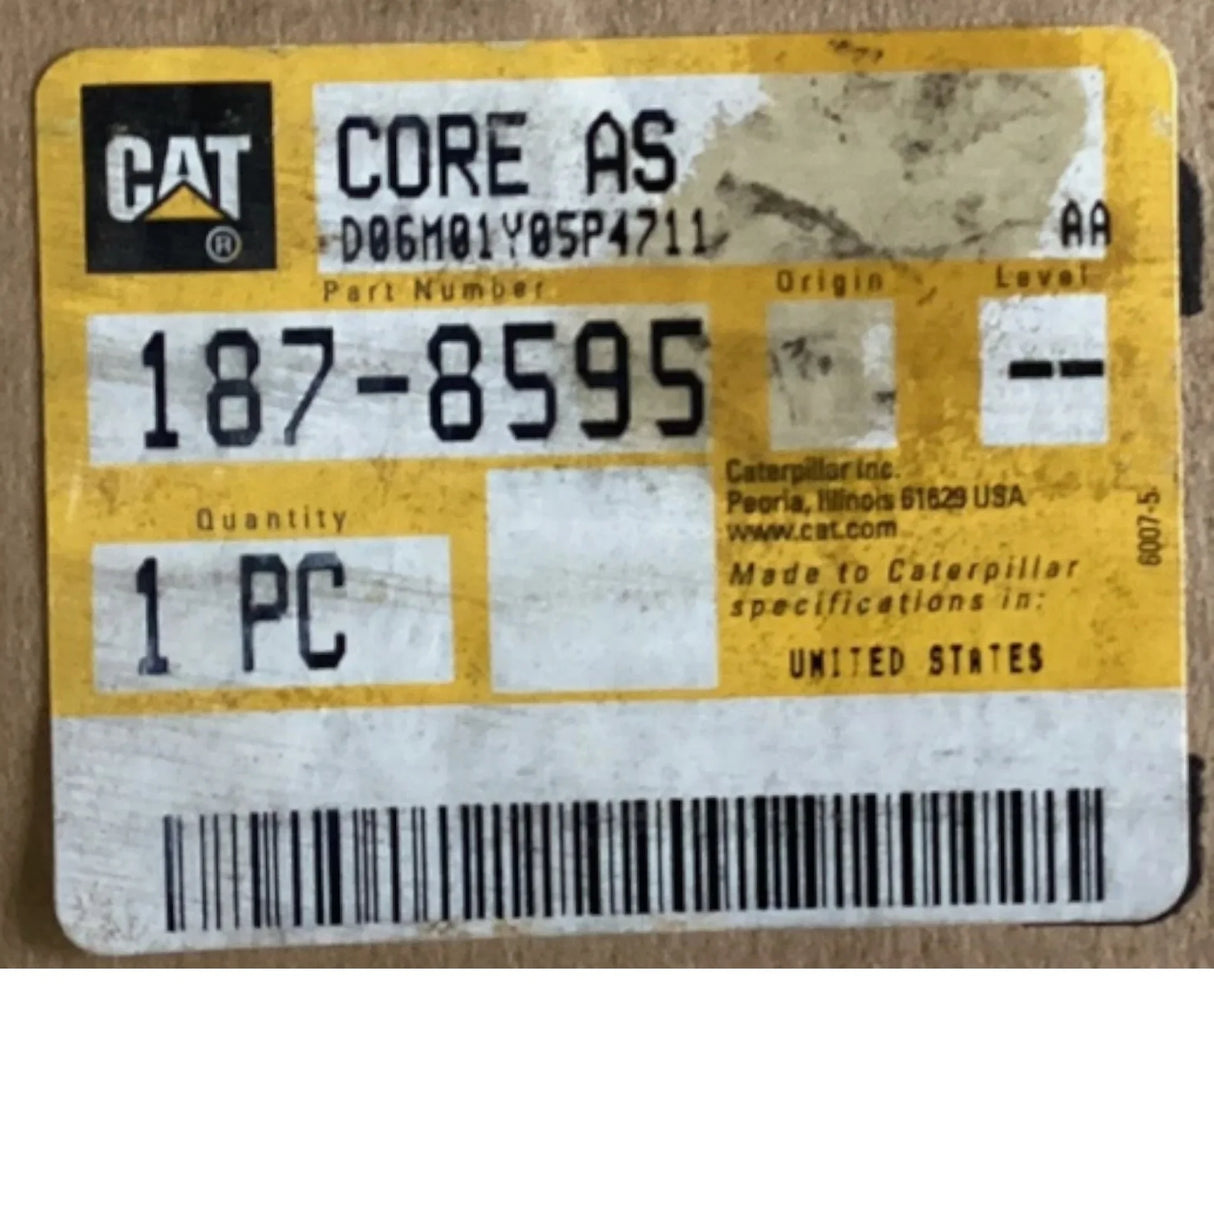 CAT®
CORE AS
D06M01Y05P4711
AA
Part Number
Origin
Level
187-8595
--
Quantity
1 PC
Caterpillar Inc.
Peoria, Illinois 61629 USA
www.cat.com
Made to Caterpillar
specifications in:
UNITED STATES
6007-5